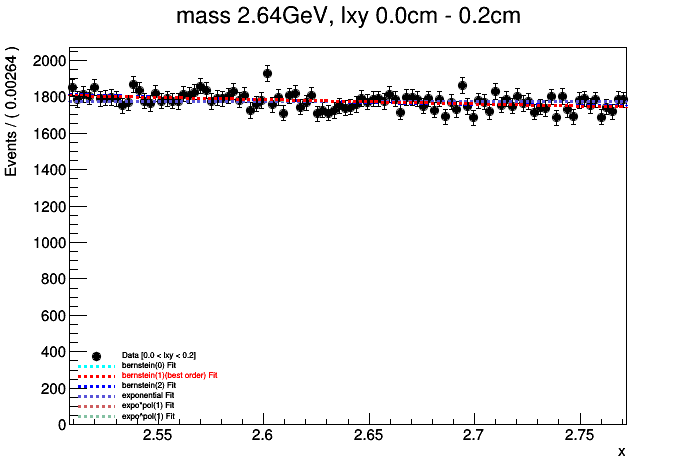 mass 2.64GeV, lxy 0.0cm - 0.2cm
Events / ( 0.00264 )
2000
1800
1600
1400
1200
1000
800
600
400
200
0
Data [0.0 < lxy < 0.2]
bernstein(0) Fit
bernstein(1)(best order) Fit
bernstein(2) Fit
exponential Fit
expo*pol(1) Fit
expo^pol(1) Fit
2.55 2.6 2.65 2.7 2.75
x